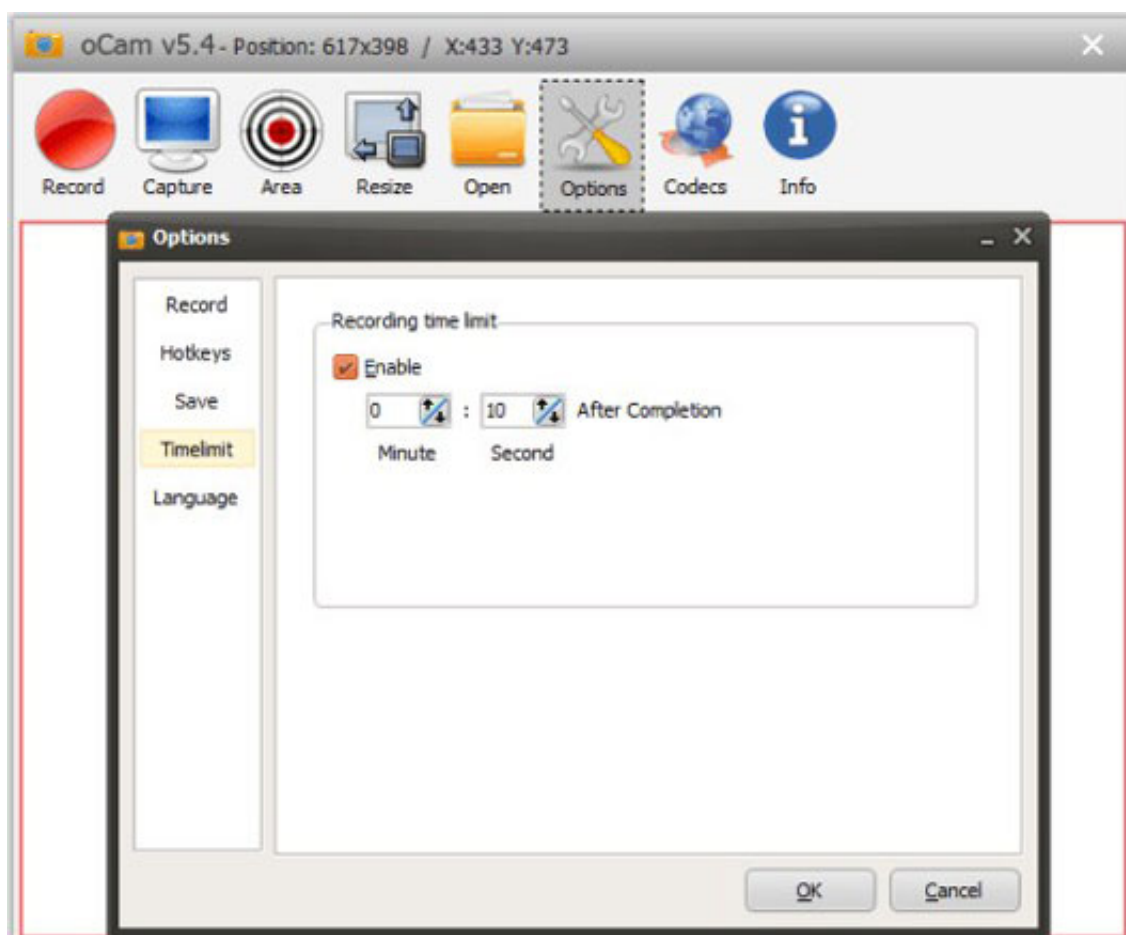 oCam v5.4 - Position: 617x398 / X:433 Y:473
Record Capture Area Resize Open Options Codecs Info
Options
Record
Hotkeys
Save
Timelimit
Language
Recording time limit
Enable
0 : 10 After Completion
Minute Second
OK Cancel